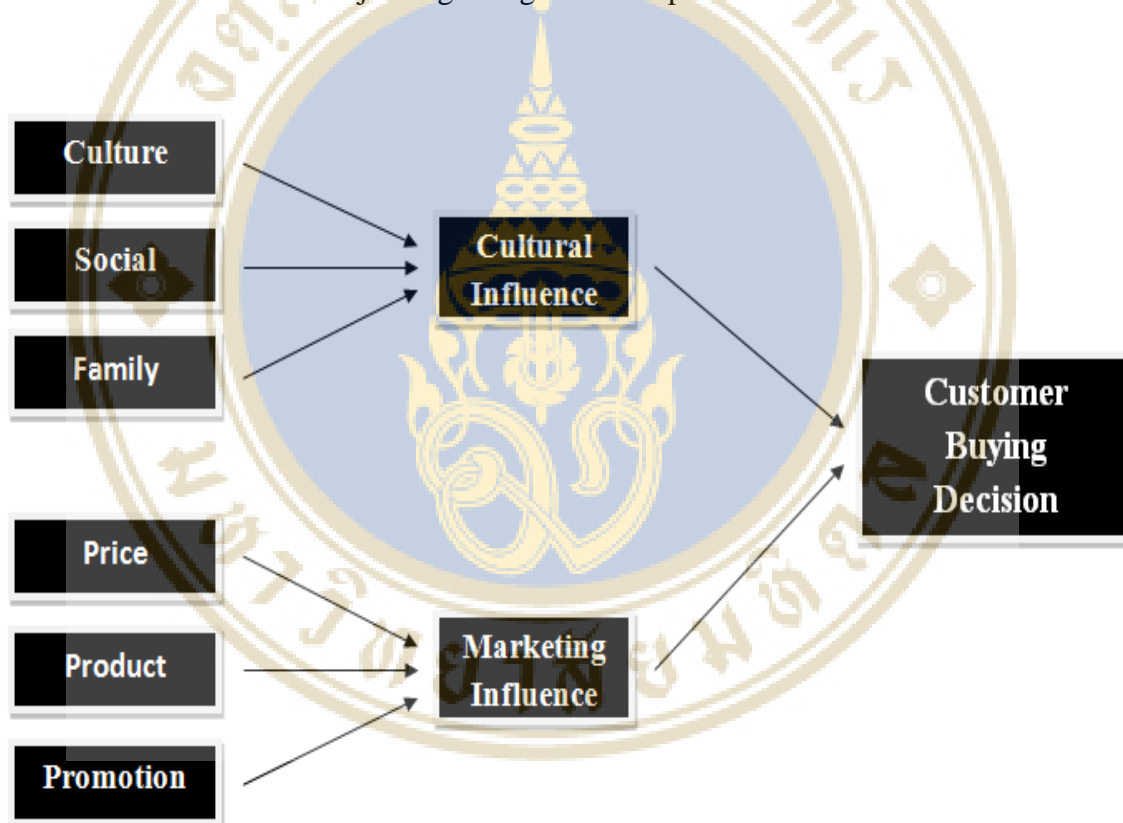 Culture
Social
Family
Cultural
Influence
Customer
Buying
Decision
Price
Product
Promotion
Marketing
Influence